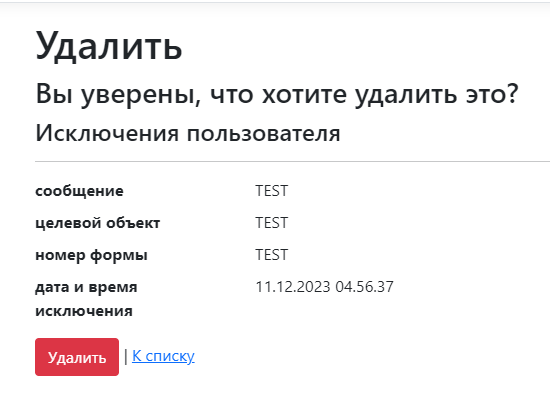 Удалить
Вы уверены, что хотите удалить это?
Исключения пользователя
сообщение TEST
целевой объект TEST
номер формы TEST
дата и время 11.12.2023 04.56.37
исключения
Удалить | К списку